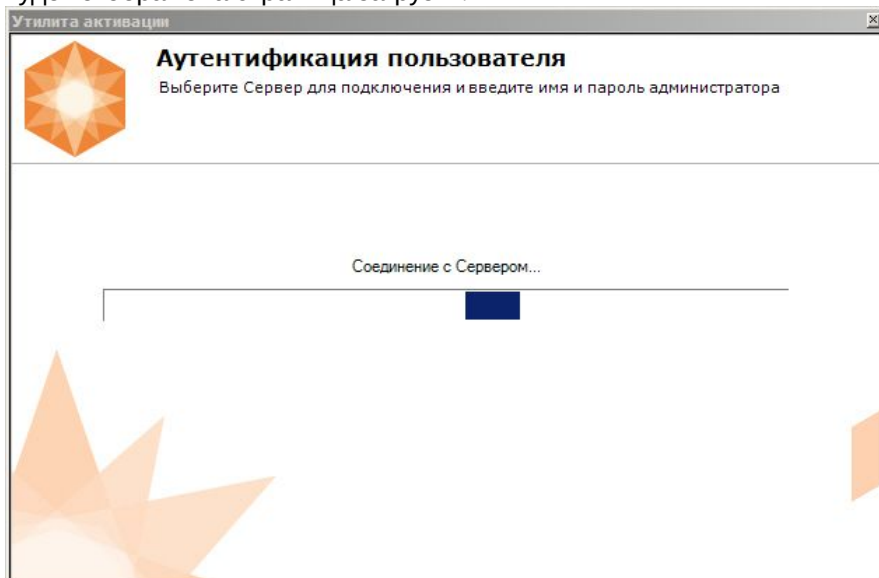 Утилита активации
Аутентификация пользователя
Выберите Сервер для подключения и введите имя и пароль администратора
Соединение с Сервером...